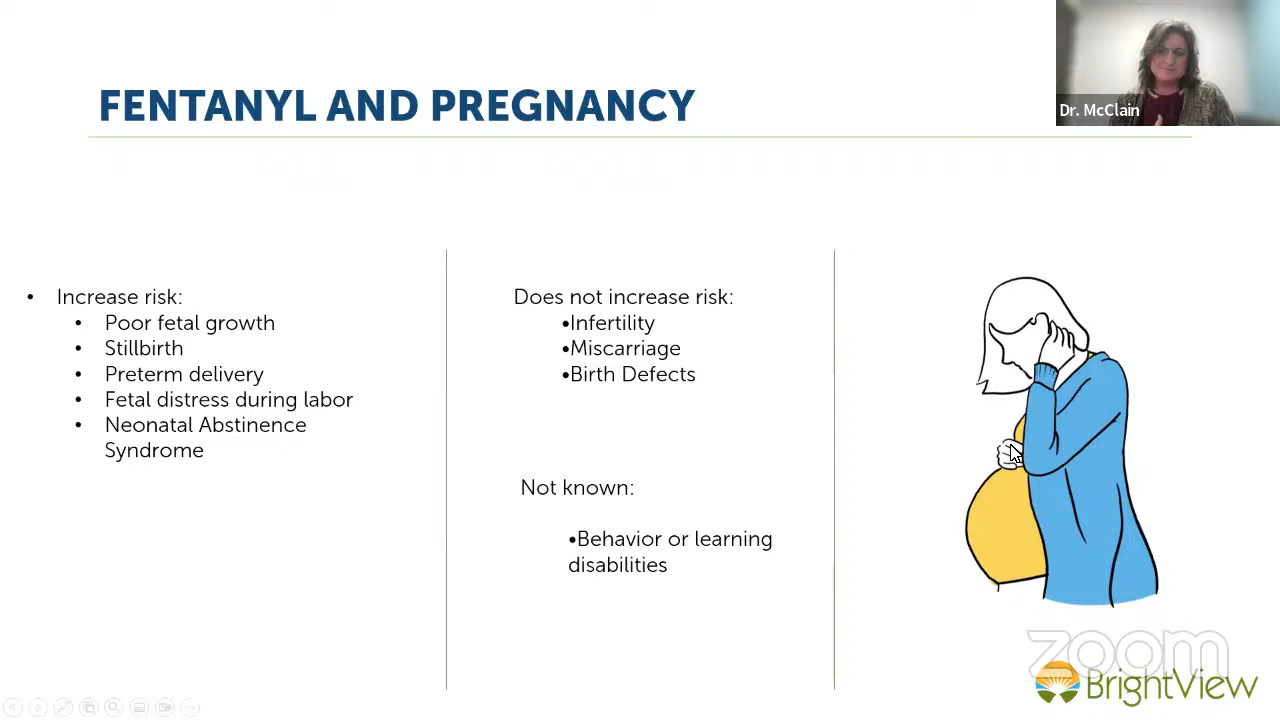 FENTANYL AND PREGNANCY
Dr. McClain
• Increase risk:
• Poor fetal growth
• Stillbirth
• Preterm delivery
• Fetal distress during labor
• Neonatal Abstinence
Syndrome
Does not increase risk:
•Infertility
•Miscarriage
•Birth Defects
Not known:
•Behavior or learning
disabilities
zoom
BrightView